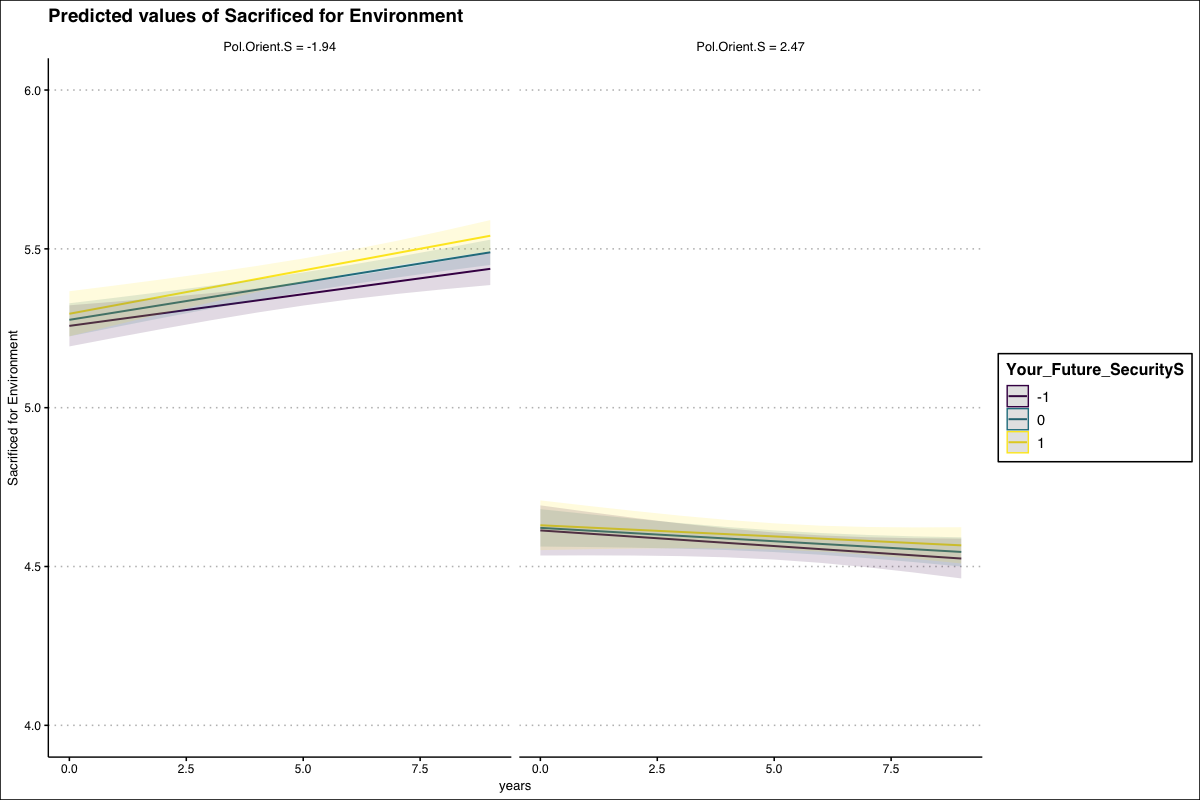 Predicted values of Sacrificed for Environment
Pol.Orient.S = -1.94
Pol.Orient.S = 2.47
Sacrificed for Environment
6.0
5.5
5.0
4.5
4.0
0.0 2.5 5.0 7.5
0.0 2.5 5.0 7.5
years
Your_Future_SecurityS
-1
0
1